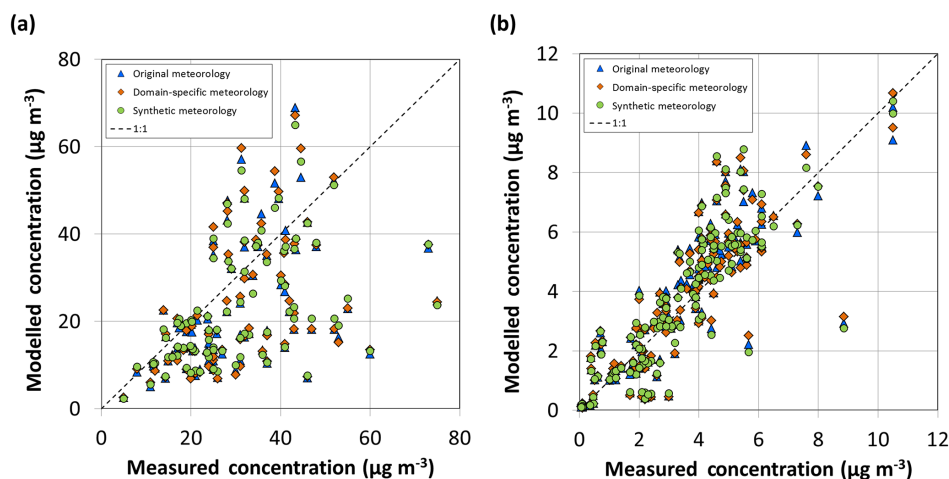 (a)
80
60
40
20
0
0 20 40 60 80
Modelled concentration (µg m⁻³)
Measured concentration (µg m⁻³)
Original meteorology
Domain-specific meteorology
Synthetic meteorology
1:1
(b)
12
10
8
6
4
2
0
0 2 4 6 8 10 12
Modelled concentration (µg m⁻³)
Measured concentration (µg m⁻³)
Original meteorology
Domain-specific meteorology
Synthetic meteorology
1:1